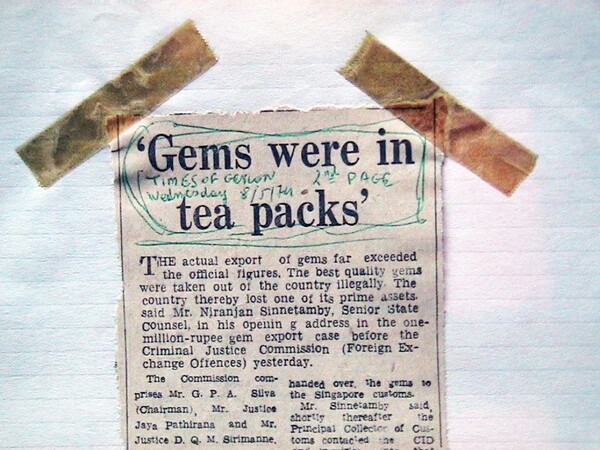 'Gems were in
TIMES OF CEYLON 2nd PAGE
Wednesday 8/5/74
tea packs'
THE actual export of gems far exceeded
the official figures. The best quality gems
were taken out of the country illegally. The
country thereby lost one of its prime assets.
said Mr. Niranjan Sinnetamby, Senior State
Counsel, in his openin g address in the one-
million-rupee gem export case before the
Criminal Justice Commission (Foreign Ex-
change Offences) yesterday.
The Commission com-
prises Mr. G. P. A. Silva
(Chairman), Mr. Justice
Jaya Pathirana and Mr.
Justice D. Q. M. Sirimanne,
handed over, the gems to
the Singapore customs.
Mr. Sinnetamby said,
shortly thereafter the
Principal Collector of Cus-
toms contacted the CID